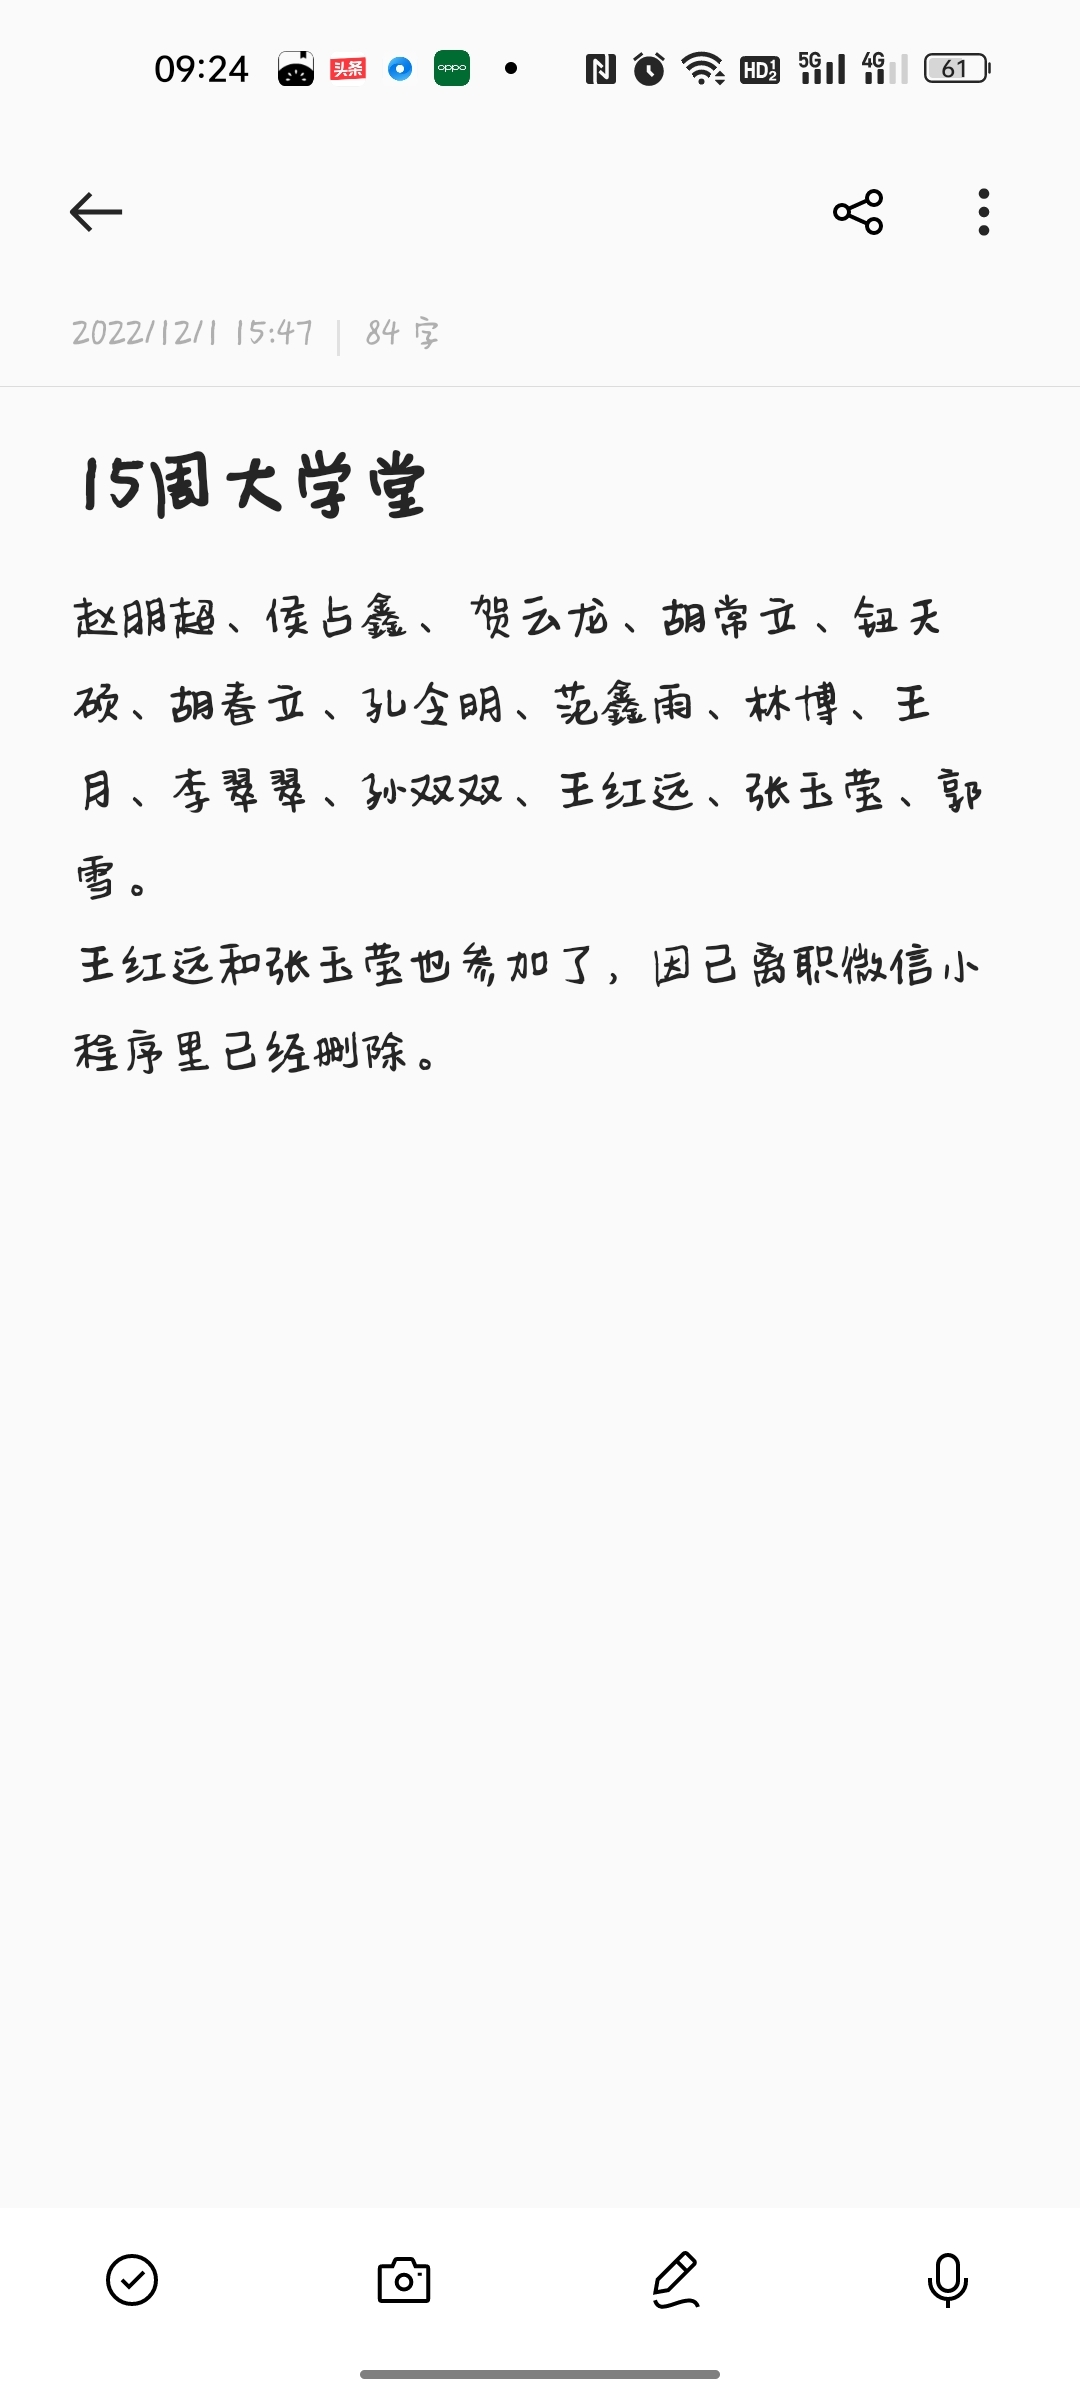 09:24 头条 oppo HD 1 2 5G 4G 61
2022/12/1 15:47 | 84 字
15周大学堂
赵明超、侯占鑫、贺云龙、胡常立、钮天
硕、胡春立、孔令明、范鑫雨、林博、王
月、李翠翠、孙双双、王红远、张玉莹、郭
雪。
王红远和张玉莹也参加了，因已离职微信小
程序里已经删除。